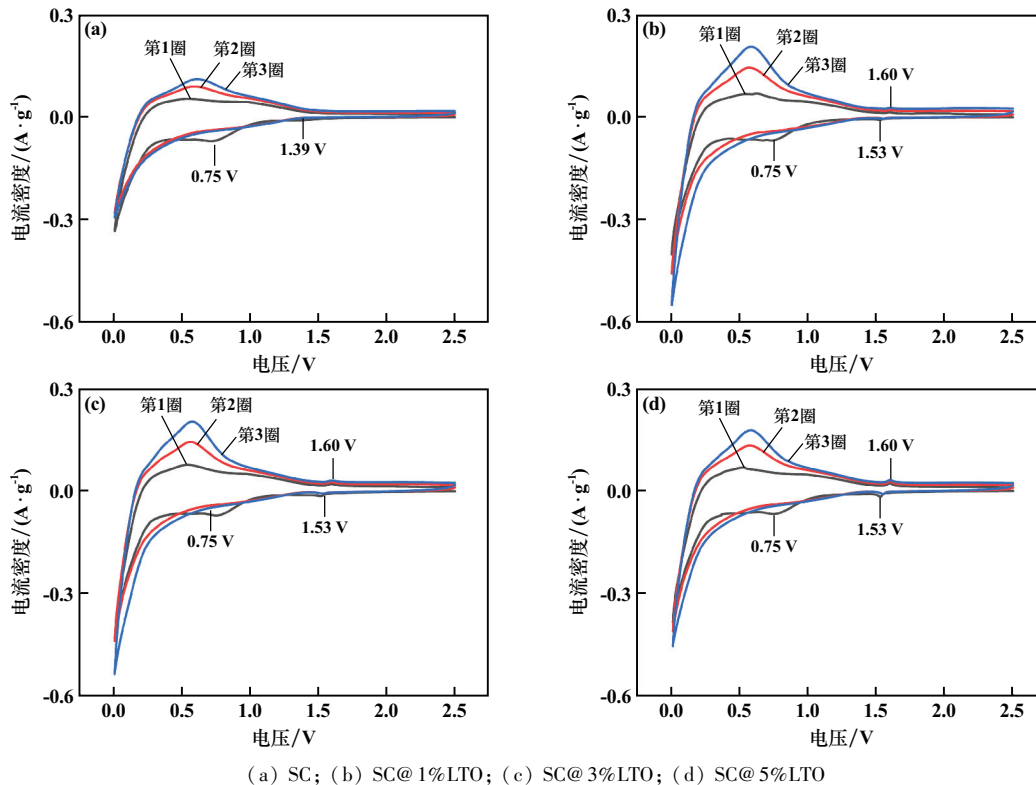 (a)
第1圈
第2圈
第3圈
1.39 V
0.75 V
0.3
0.0
-0.3
-0.6
电流密度/(A·g⁻¹)
0.0 0.5 1.0 1.5 2.0 2.5
电压/V
(b)
第1圈
第2圈
第3圈
1.60 V
1.53 V
0.75 V
0.3
0.0
-0.3
-0.6
电流密度/(A·g⁻¹)
0.0 0.5 1.0 1.5 2.0 2.5
电压/V
(c)
第1圈
第2圈
第3圈
1.60 V
0.75 V
1.53 V
0.3
0.0
-0.3
-0.6
电流密度/(A·g⁻¹)
0.0 0.5 1.0 1.5 2.0 2.5
电压/V
(d)
第1圈
第2圈
第3圈
1.60 V
1.53 V
0.75 V
0.3
0.0
-0.3
-0.6
电流密度/(A·g⁻¹)
0.0 0.5 1.0 1.5 2.0 2.5
电压/V
(a) SC; (b) SC@1%LTO; (c) SC@3%LTO; (d) SC@5%LTO